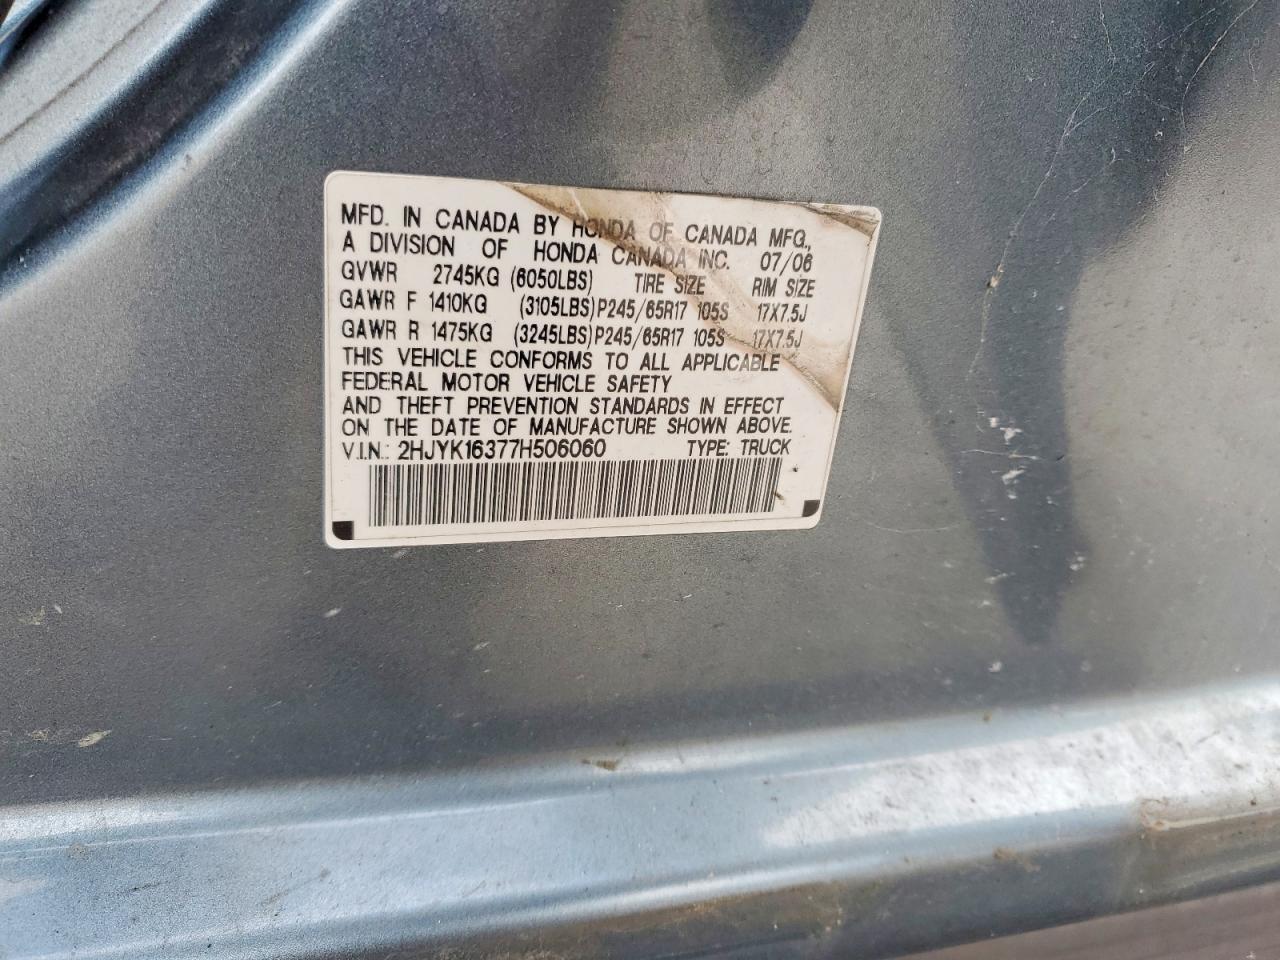 MFD. IN CANADA BY HONDA OF CANADA MFG.,
A DIVISION OF HONDA CANADA INC. 07/06
GVWR 2745KG (6050LBS) TIRE SIZE RIM SIZE
GAWR F 1410KG (3105LBS) P245/65R17 105S 17X7.5J
GAWR R 1475KG (3245LBS) P245/65R17 105S 17X7.5J
THIS VEHICLE CONFORMS TO ALL APPLICABLE
FEDERAL MOTOR VEHICLE SAFETY
AND THEFT PREVENTION STANDARDS IN EFFECT
ON THE DATE OF MANUFACTURE SHOWN ABOVE.
V.I.N.: 2HJYK16377H506060 TYPE: TRUCK